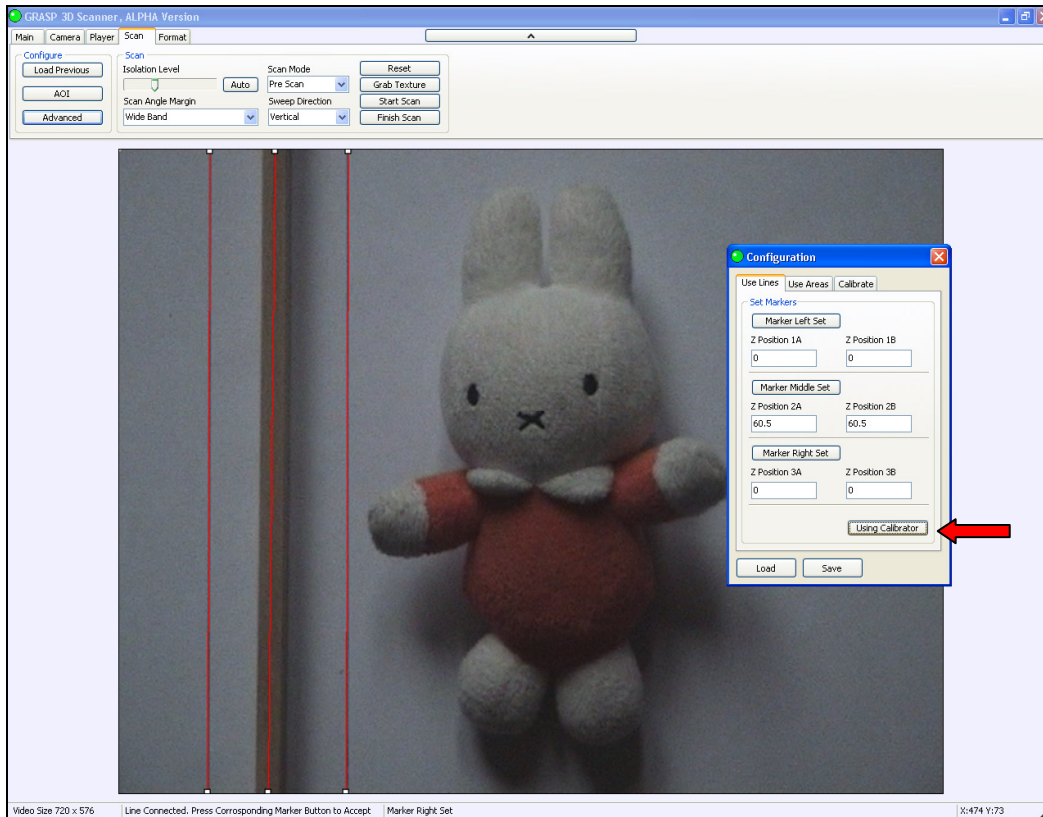 GRASP 3D Scanner, ALPHA Version
Main Camera Player Scan Format
Configure
Load Previous
AOI
Advanced
Scan
Isolation Level
Auto
Scan Angle Margin
Wide Band
Scan Mode
Pre Scan
Sweep Direction
Vertical
Reset
Grab Texture
Start Scan
Finish Scan
Configuration
Use Lines Use Areas Calibrate
Set Markers
Marker Left Set
Z Position 1A Z Position 1B
0 0
Marker Middle Set
Z Position 2A Z Position 2B
60.5 60.5
Marker Right Set
Z Position 3A Z Position 3B
0 0
Using Calibrator
Load Save
Video Size 720 x 576 Line Connected. Press Corrosponding Marker Button to Accept Marker Right Set X:474 Y:73